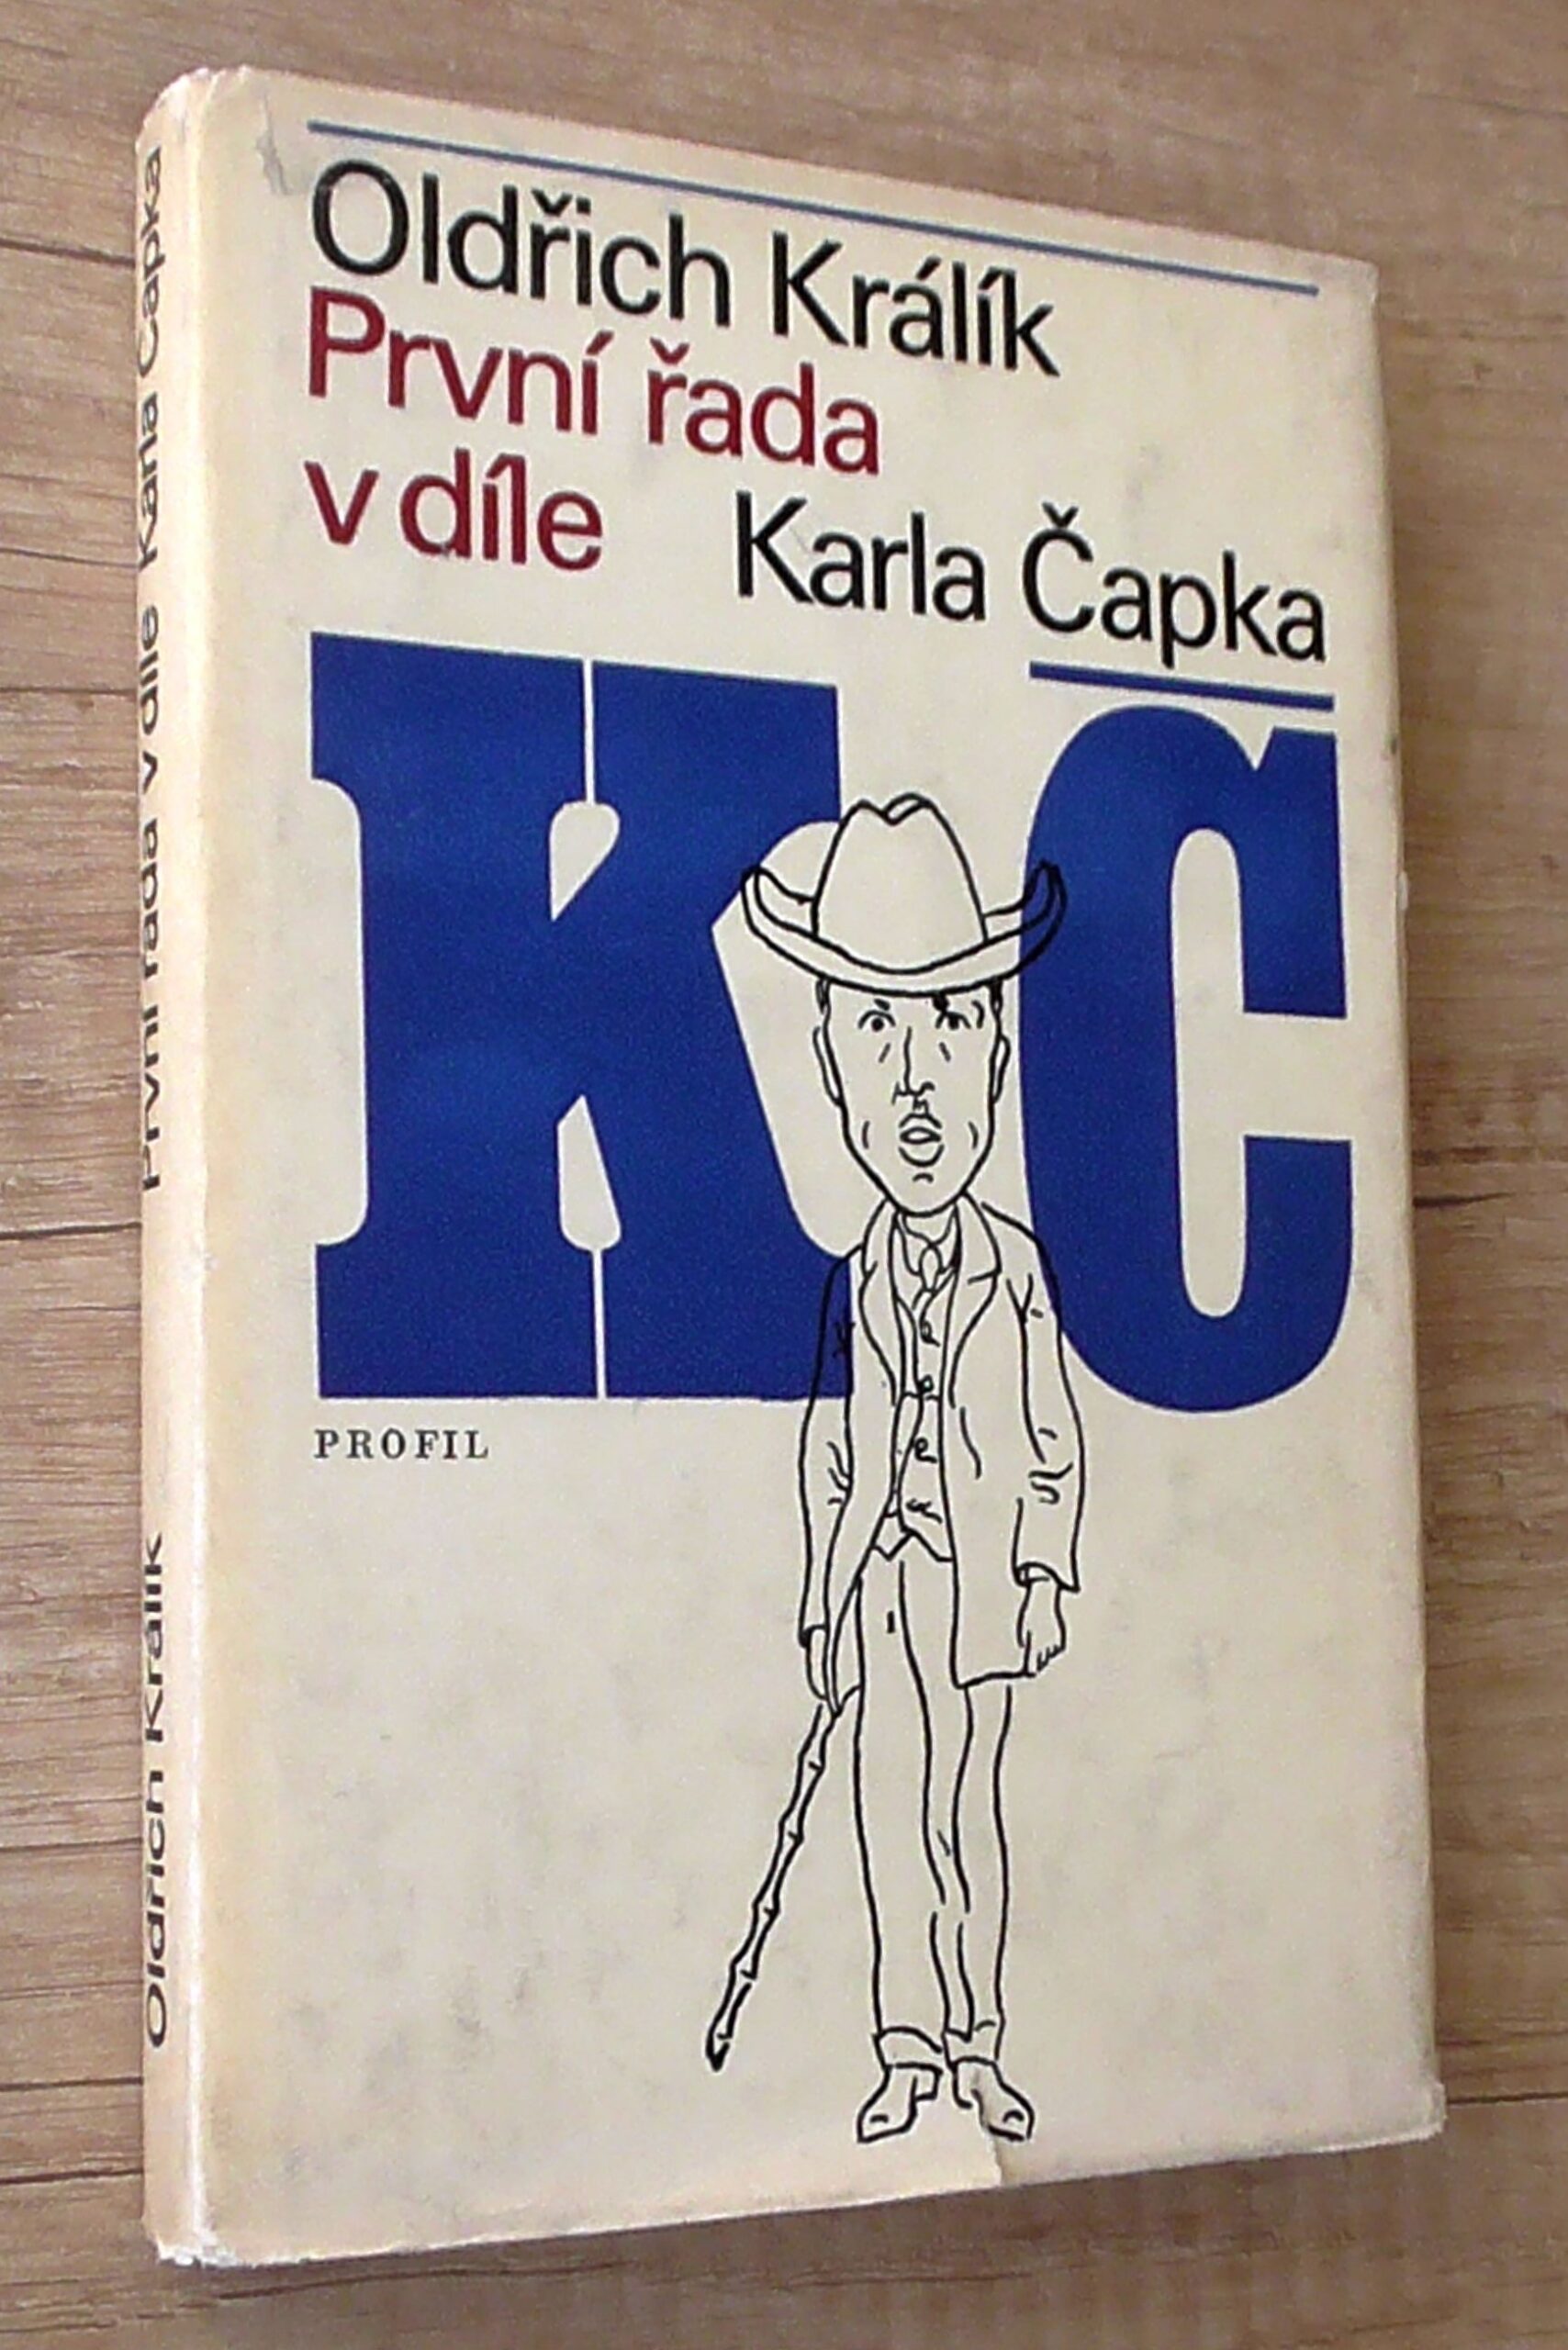 Oldřich Králík
První řada
v díle Karla Čapka
KČ
PROFIL
Oldřich Králík První řada v díle Karla Čapka